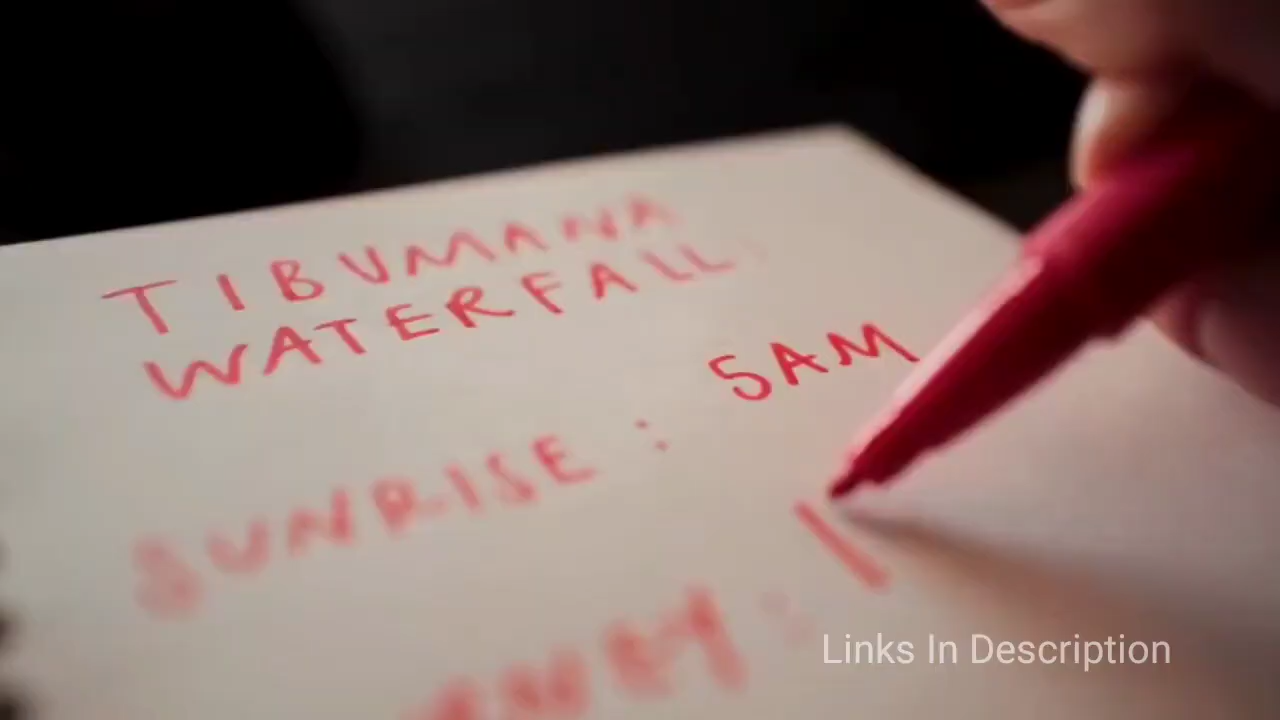 TIBUMANA
WATERFALL:
SUNRISE : 5AM
Links In Description